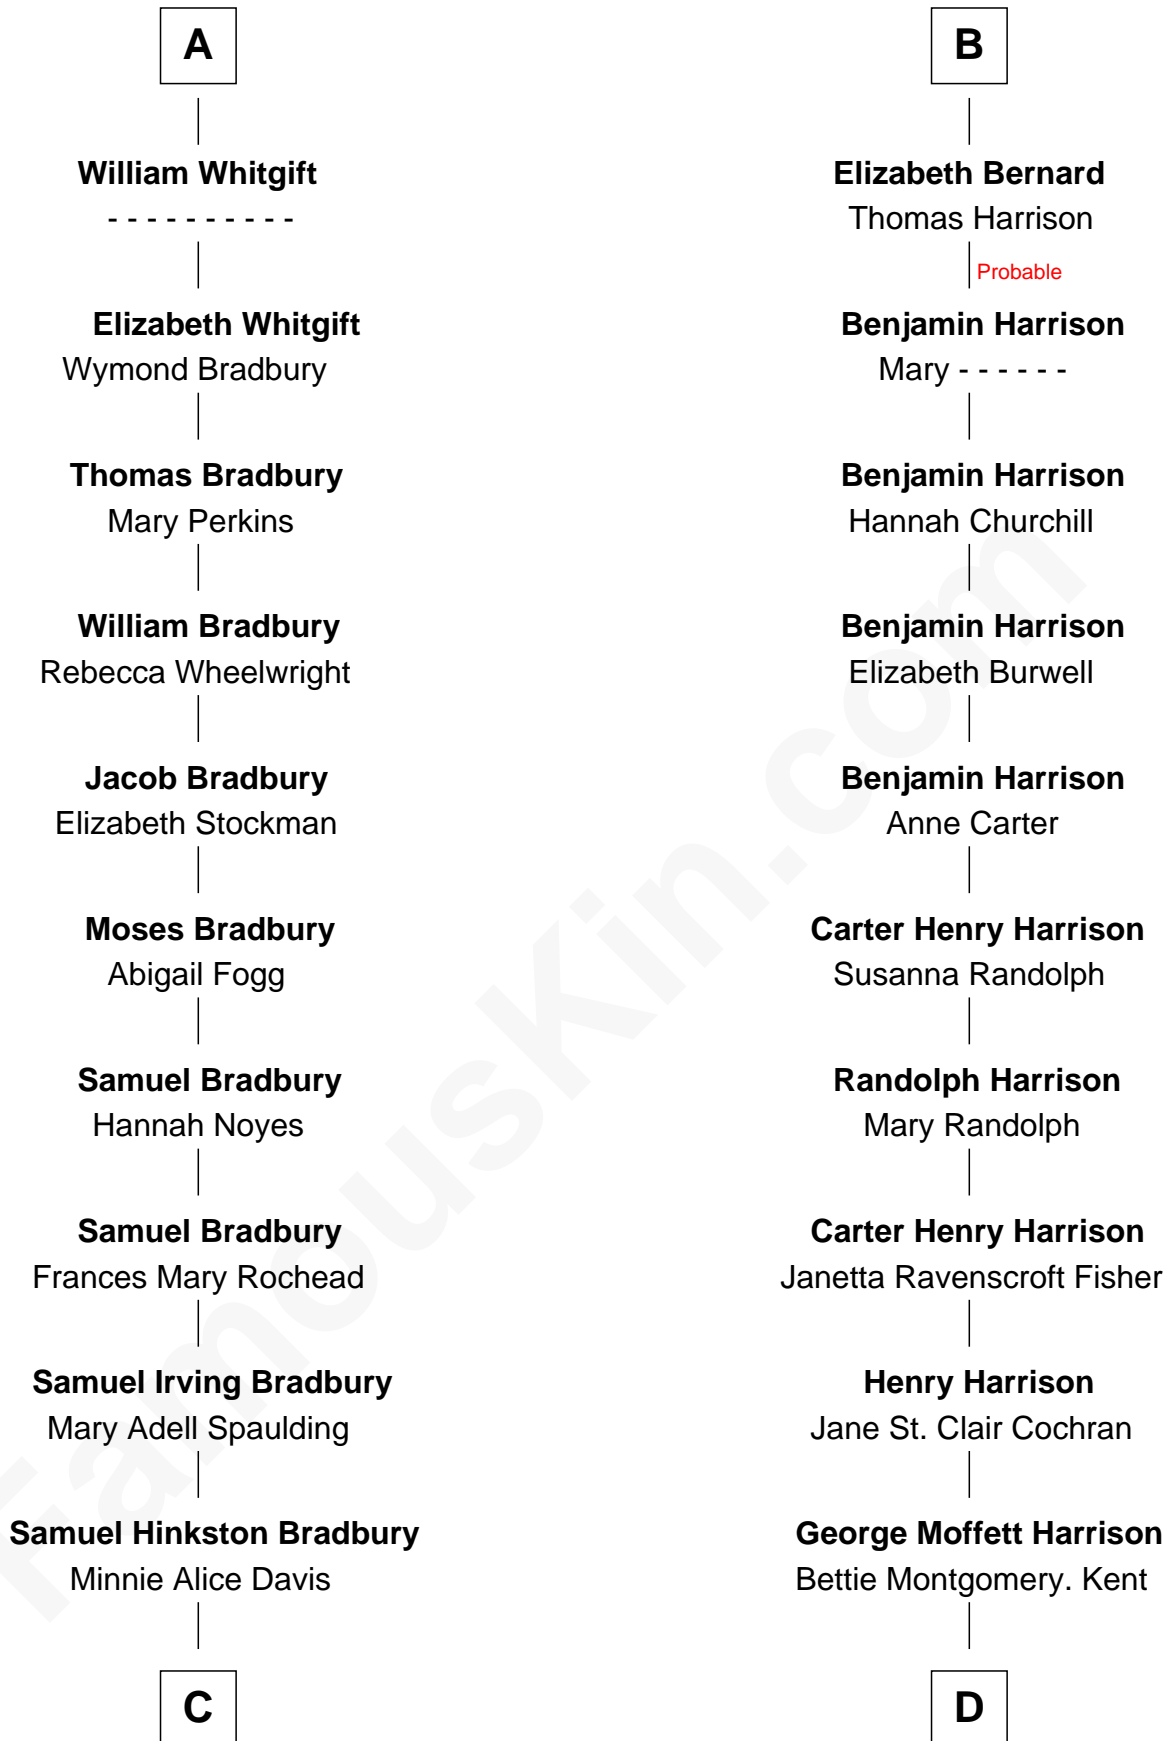 A
William Whitgift
- - - - - - - - - -
Elizabeth Whitgift
Wymond Bradbury
Thomas Bradbury
Mary Perkins
William Bradbury
Rebecca Wheelwright
Jacob Bradbury
Elizabeth Stockman
Moses Bradbury
Abigail Fogg
Samuel Bradbury
Hannah Noyes
Samuel Bradbury
Frances Mary Rochead
Samuel Irving Bradbury
Mary Adell Spaulding
Samuel Hinkston Bradbury
Minnie Alice Davis
C
B
Elizabeth Bernard
Thomas Harrison
Probable
Benjamin Harrison
Mary - - - - - -
Benjamin Harrison
Hannah Churchill
Benjamin Harrison
Elizabeth Burwell
Benjamin Harrison
Anne Carter
Carter Henry Harrison
Susanna Randolph
Randolph Harrison
Mary Randolph
Carter Henry Harrison
Janetta Ravenscroft Fisher
Henry Harrison
Jane St. Clair Cochran
George Moffett Harrison
Bettie Montgomery. Kent
D
FamousKin.com